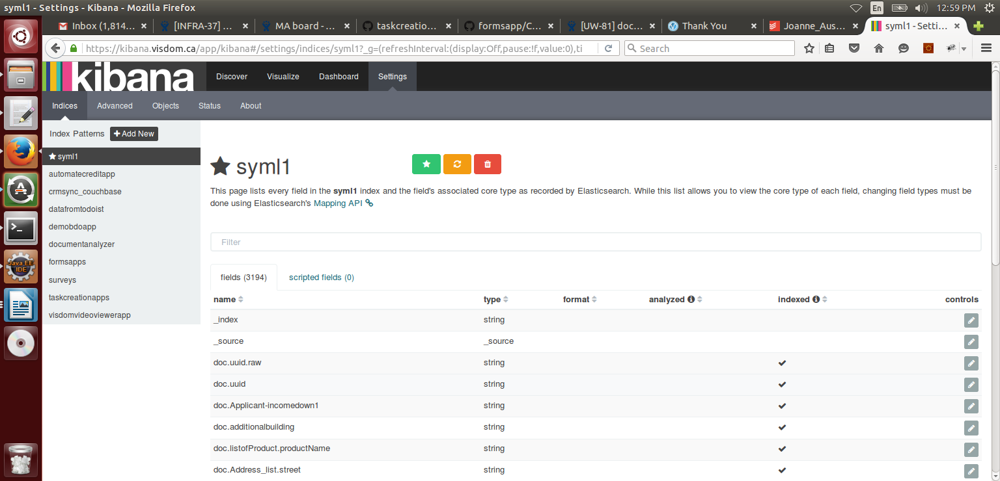 syml1 - Settings - Kibana - Mozilla Firefox
En
12:59 PM
Inbox (1,814...
[INFRA-37] ...
MA board - ...
taskcreatio...
formsapp/C...
[UW-81] doc...
Thank You
Joanne_Aus...
syml1 - Setti...
https://kibana.visdom.ca/app/kibana#/settings/indices/syml1?_g=(refreshInterval:(display:Off,pause:!f,value:0),ti
Search
kibana
Discover
Visualize
Dashboard
Settings
Indices
Advanced
Objects
Status
About
Index Patterns
Add New
syml1
automatecreditapp
crmsync_couchbase
datafromtodoist
demobdoapp
documentanalyzer
formsapps
surveys
taskcreationapps
visdomvideoviewerapp
Java EE
IDE
syml1
This page lists every field in the syml1 index and the field's associated core type as recorded by Elasticsearch. While this list allows you to view the core type of each field, changing field types must be
done using Elasticsearch's Mapping API
Filter
fields (3194)
scripted fields (0)
name type format analyzed indexed controls
_index string
_source _source
doc.uuid.raw string
doc.uuid string
doc.Applicant-incomedown1 string
doc.additionalbuilding string
doc.listofProduct.productName string
doc.Address_list.street string